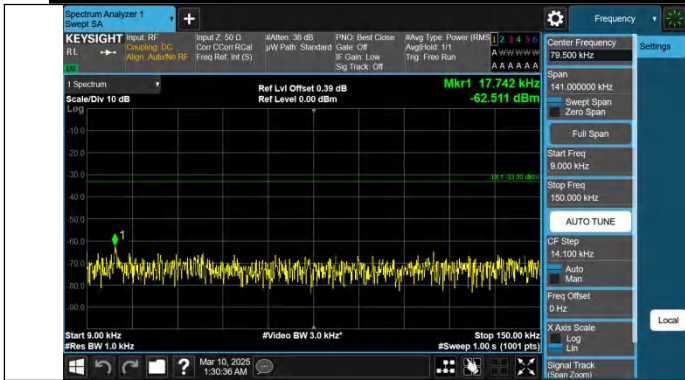 Spectrum Analyzer 1
Swept SA
+
Frequency
KEYSIGHT
Input: RF
Input Z: 50 Ω
#Atten: 36 dB
PNO: Best Close
#Avg Type: Power (RMS)
1 2 3 4 5 6
RL
Coupling: DC
Corr CCorr RCal
µW Path: Standard
Gate: Off
Avg|Hold: 1/1
A W W W W W
Align: Auto/No RF
Freq Ref: Int (S)
IF Gain: Low
Trig: Free Run
Sig Track: Off
A A A A A A
Center Frequency
79.500 kHz
Settings
1 Spectrum
Ref Lvl Offset 0.39 dB
Mkr1 17.742 kHz
Scale/Div 10 dB
Ref Level 0.00 dBm
-62.511 dBm
Log
Span
141.000000 kHz
Swept Span
Zero Span
Full Span
Start Freq
9.000 kHz
Stop Freq
150.000 kHz
AUTO TUNE
CF Step
14.100 kHz
Auto
Man
Freq Offset
0 Hz
X Axis Scale
Log
Lin
Signal Track
(Span Zoom)
Local
-10.0
-20.0
-30.0
DL1 -33.00 dBm
-40.0
-50.0
1
-60.0
-70.0
-80.0
-90.0
Start 9.00 kHz
#Video BW 3.0 kHz*
Stop 150.00 kHz
#Res BW 1.0 kHz
#Sweep 1.00 s (1001 pts)
?
Mar 10, 2025
1:30:36 AM